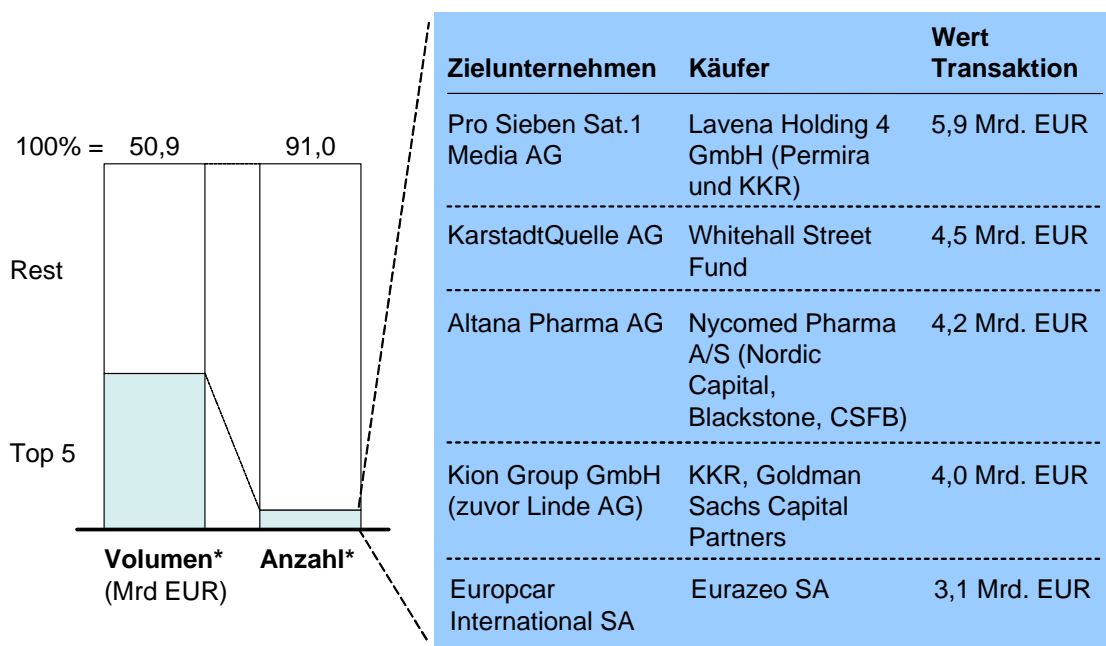 100% = 50,9 91,0
Rest
Top 5
Volumen* Anzahl*
(Mrd EUR)
Zielunternehmen Käufer Wert
Transaktion
Pro Sieben Sat.1 Lavena Holding 4 5,9 Mrd. EUR
Media AG GmbH (Permira
und KKR)
KarstadtQuelle AG Whitehall Street 4,5 Mrd. EUR
Fund
Altana Pharma AG Nycomed Pharma 4,2 Mrd. EUR
A/S (Nordic
Capital,
Blackstone, CSFB)
Kion Group GmbH KKR, Goldman 4,0 Mrd. EUR
(zuvor Linde AG) Sachs Capital
Partners
Europcar Eurazeo SA 3,1 Mrd. EUR
International SA